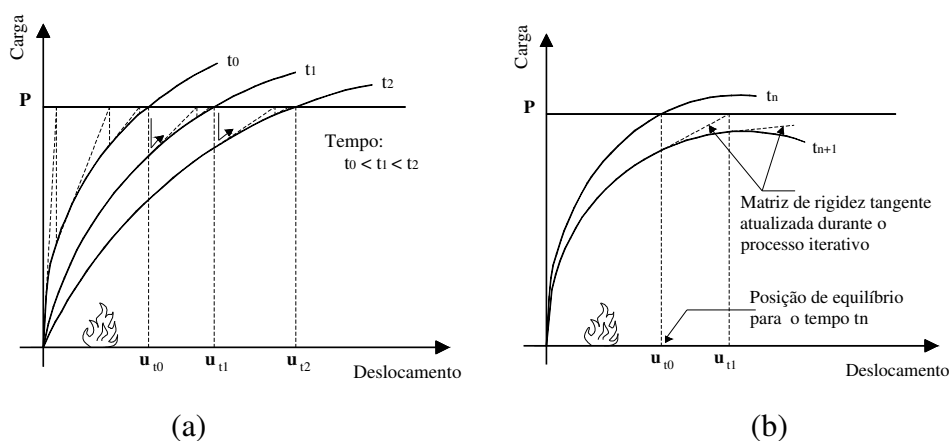 Carga
P
t0
t1
t2
Tempo:
t0 < t1 < t2
u t0
u t1
u t2
Deslocamento
(a)
Carga
P
tn
tn+1
Matriz de rigidez tangente
atualizada durante o
processo iterativo
Posição de equilíbrio
para o tempo tn
u t0
u t1
Deslocamento
(b)